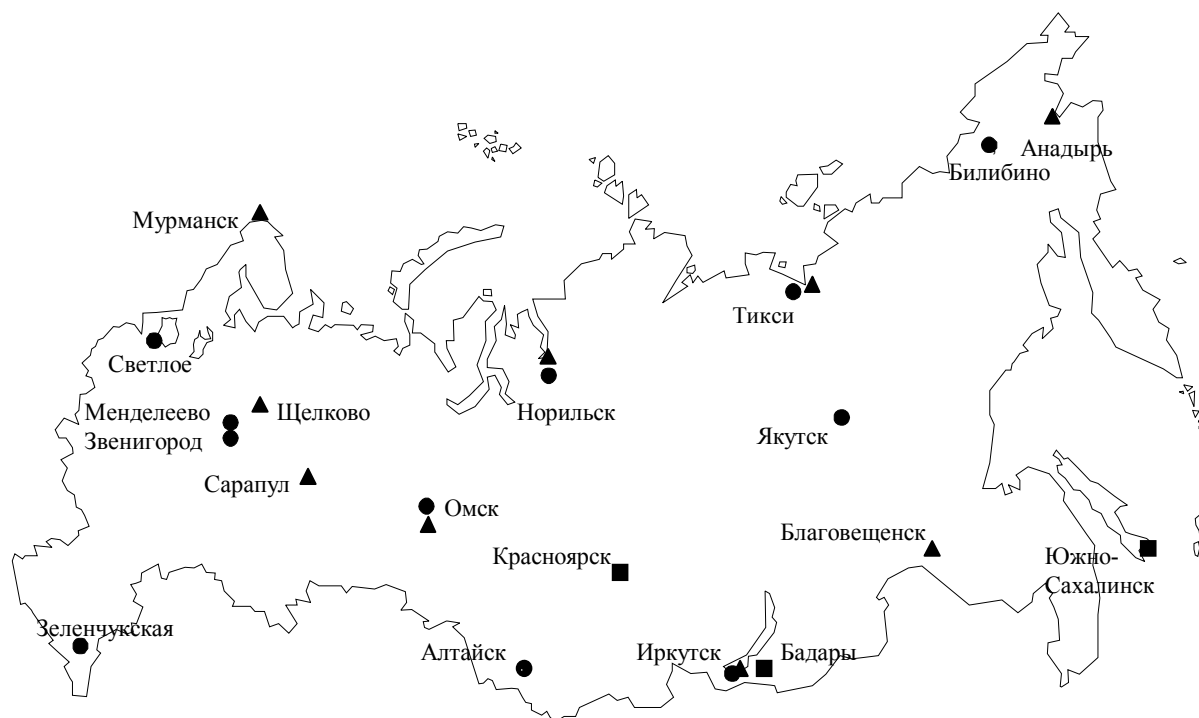 Анадырь
Билибино
Мурманск
Тикси
Светлое
Менделеево
Щелково
Норильск
Звенигород
Якутск
Сарапул
Омск
Благовещенск
Красноярск
Южно-
Сахалинск
Зеленчукская
Алтайск
Иркутск
Бадары